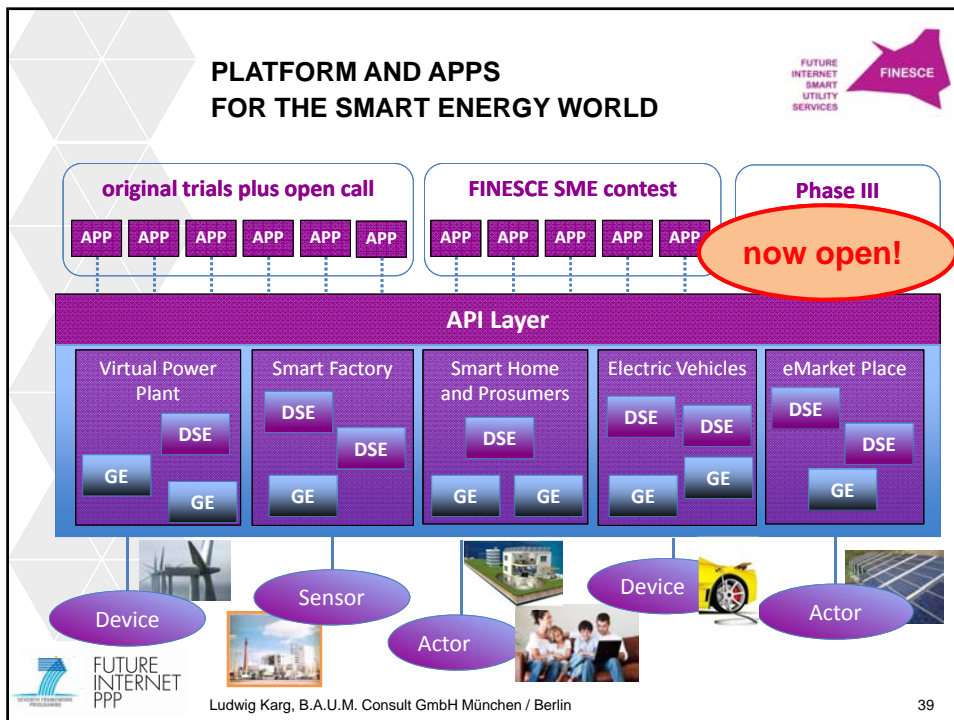 PLATFORM AND APPS
FOR THE SMART ENERGY WORLD
FUTURE
INTERNET
SMART
UTILITY
SERVICES
FINESCE
original trials plus open call
FINESCE SME contest
Phase III
APP APP APP APP APP APP
APP APP APP APP APP
now open!
API Layer
Virtual Power
Plant
DSE
GE
GE
Smart Factory
DSE
DSE
GE
Smart Home
and Prosumers
DSE
GE GE
Electric Vehicles
DSE
DSE
GE
GE
eMarket Place
DSE
DSE
GE
Device
Sensor
Actor
Device
Actor
SEVENTH FRAMEWORK
PROGRAMME
FUTURE
INTERNET
PPP
Ludwig Karg, B.A.U.M. Consult GmbH München / Berlin
39